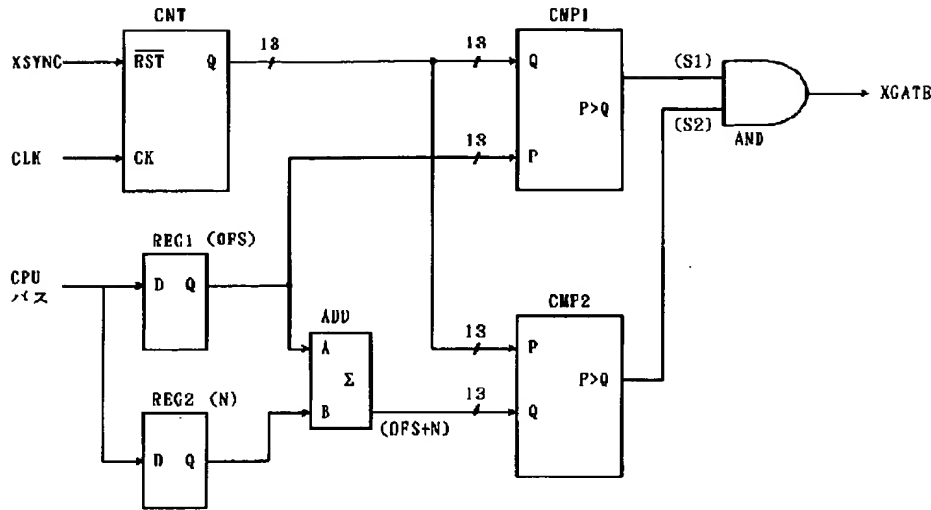 CNT
CMP1
XSYNC
RST
Q
13
13
Q
(S1)
XGATB
P>Q
(S2)
AND
CLK
CK
13
P
REG1 (OFS)
CPU
バス
D
Q
ADD
CMP2
A
13
P
Σ
P>Q
REG2 (N)
B
13
Q
(OFS+N)
D
Q